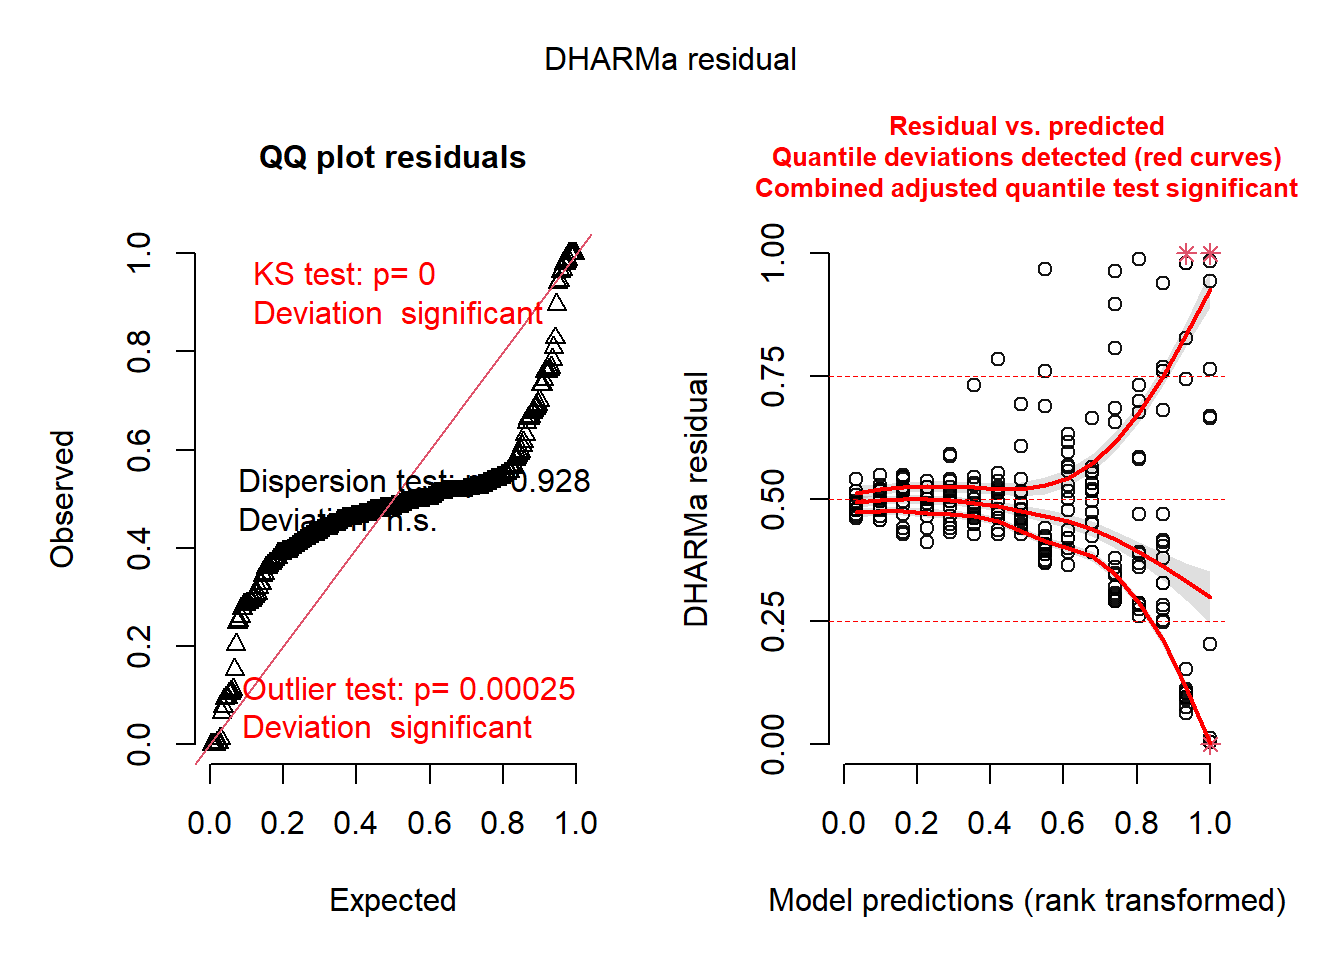 DHARMa residual
QQ plot residuals
KS test: p= 0
Deviation  significant
Dispersion test: p= 0.928
Deviation n.s.
Outlier test: p= 0.00025
Deviation  significant
Observed
0.0 0.2 0.4 0.6 0.8 1.0
0.0 0.2 0.4 0.6 0.8 1.0
Expected
Residual vs. predicted
Quantile deviations detected (red curves)
Combined adjusted quantile test significant
DHARMa residual
0.00 0.25 0.50 0.75 1.00
0.0 0.2 0.4 0.6 0.8 1.0
Model predictions (rank transformed)